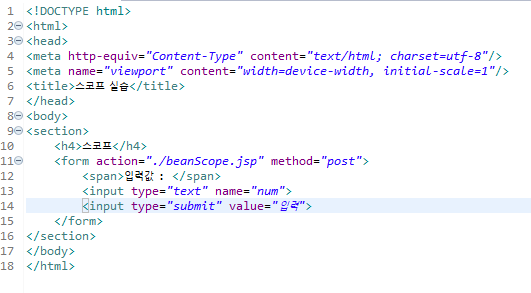 1 <!DOCTYPE html>
2 <html>
3 <head>
4 <meta http-equiv="Content-Type" content="text/html; charset=utf-8"/>
5 <meta name="viewport" content="width=device-width, initial-scale=1"/>
6 <title>스코프 실습</title>
7 </head>
8 <body>
9 <section>
10 <h4>스코프</h4>
11 <form action="./beanScope.jsp" method="post">
12 <span>입력값 : </span>
13 <input type="text" name="num">
14 <input type="submit" value="입력">
15 </form>
16 </section>
17 </body>
18 </html>